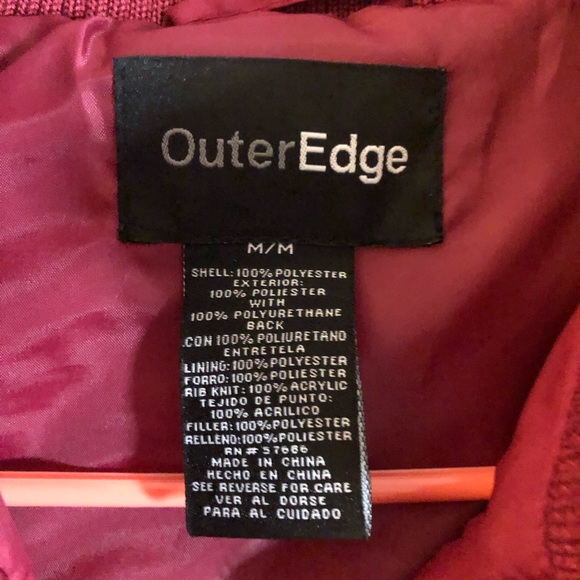 OuterEdge
M/M
SHELL: 100% POLYESTER
EXTERIOR:
100% POLIESTER
WITH
100% POLYURETHANE
BACK
CON 100% POLIURETANO
ENTRETELA
LINING: 100% POLYESTER
FORRO: 100% POLIESTER
RIB KNIT: 100% ACRYLIC
TEJIDO DE PUNTO:
100% ACRILICO
FILLER: 100% POLYESTER
RELLENO: 100% POLIESTER
RN# 57666
MADE IN CHINA
HECHO EN CHINA
SEE REVERSE FOR CARE
VER AL DORSE
PARA AL CUIDADO